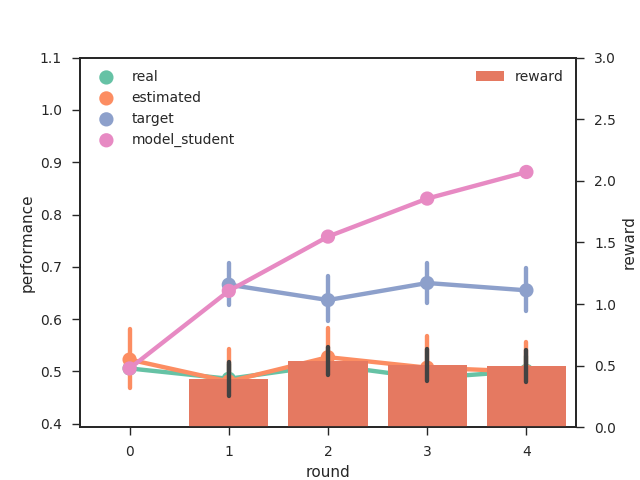 1.1
1.0
0.9
0.8
0.7
0.6
0.5
0.4
performance
real
estimated
target
model_student
reward
3.0
2.5
2.0
1.5
1.0
0.5
0.0
reward
0 1 2 3 4
round